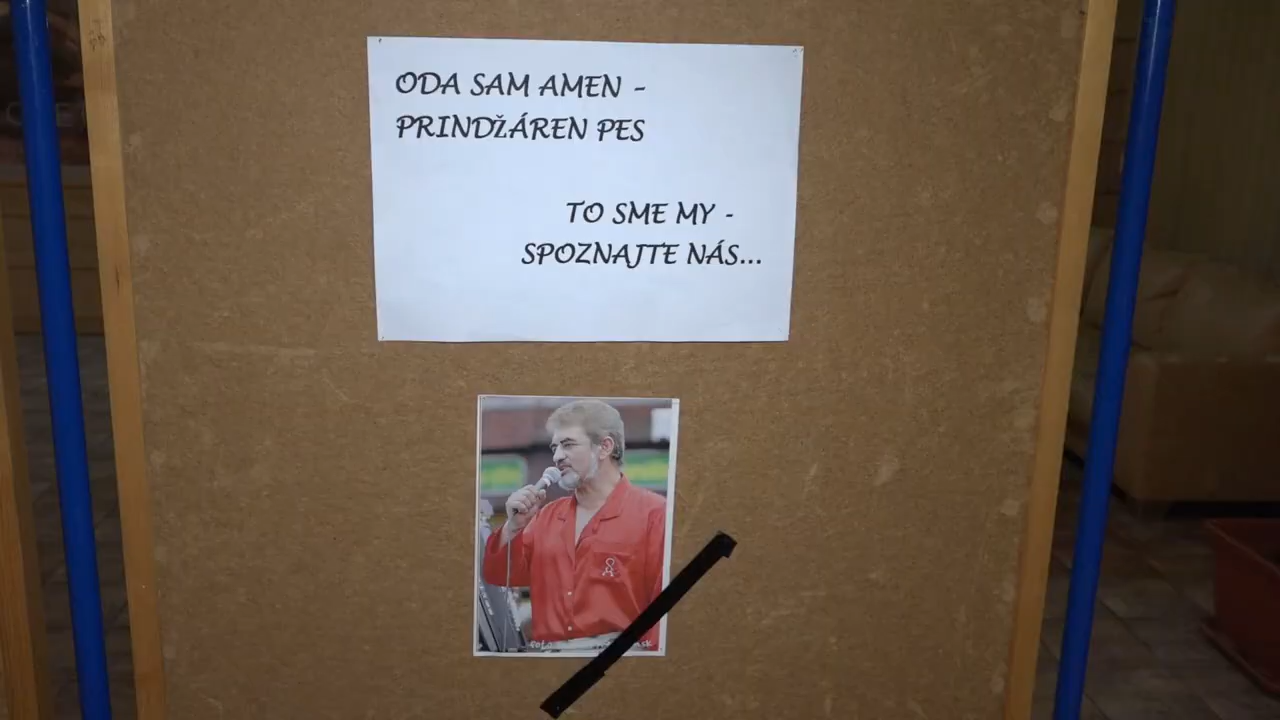 ODA SAM AMEN -
PRINDŽÁREN PES
TO SME MY -
SPOZNAJTE NÁS...